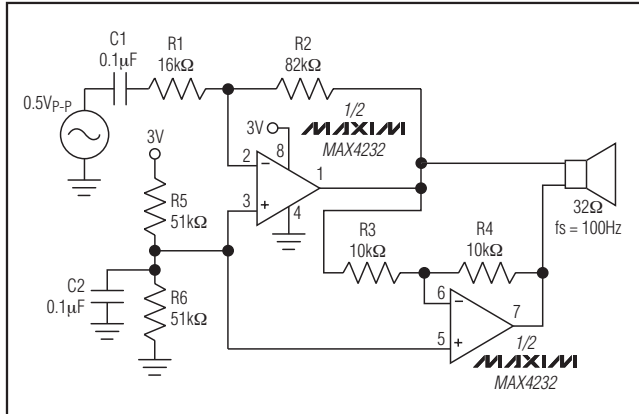 C1
0.1μF
R1
16kΩ
R2
82kΩ
0.5VP-P
3V
3V
1/2
MAXIM
MAX4232
8
2
1
3
4
R5
51kΩ
R3
10kΩ
R4
10kΩ
32Ω
fs = 100Hz
C2
0.1μF
R6
51kΩ
6
7
5
1/2
MAXIM
MAX4232